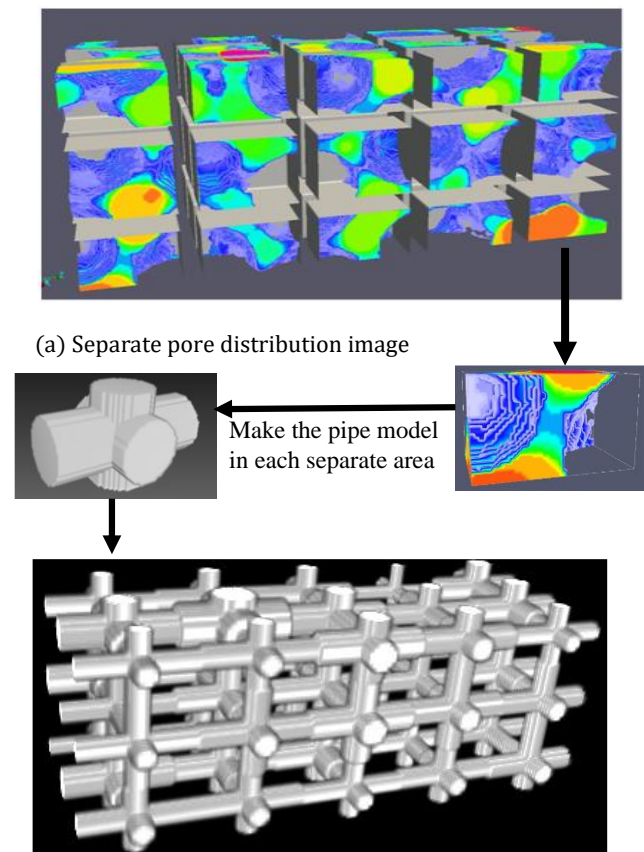 (a) Separate pore distribution image
Make the pipe model
in each separate area